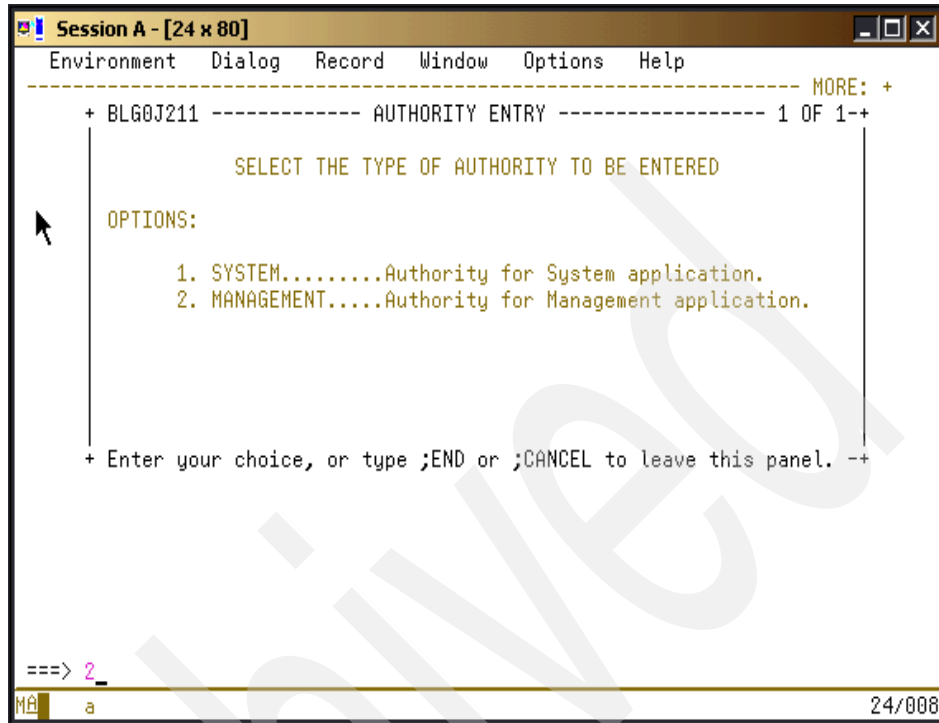 Session A - [24 x 80]
Environment Dialog Record Window Options Help
------------------------------------------------------------------- MORE: +
+ BLG0J211 ------------- AUTHORITY ENTRY ------------------ 1 OF 1-+
SELECT THE TYPE OF AUTHORITY TO BE ENTERED
OPTIONS:
1. SYSTEM.........Authority for System application.
2. MANAGEMENT.....Authority for Management application.
+ Enter your choice, or type ;END or ;CANCEL to leave this panel. -+
===> 2_
MA a 24/008
hived